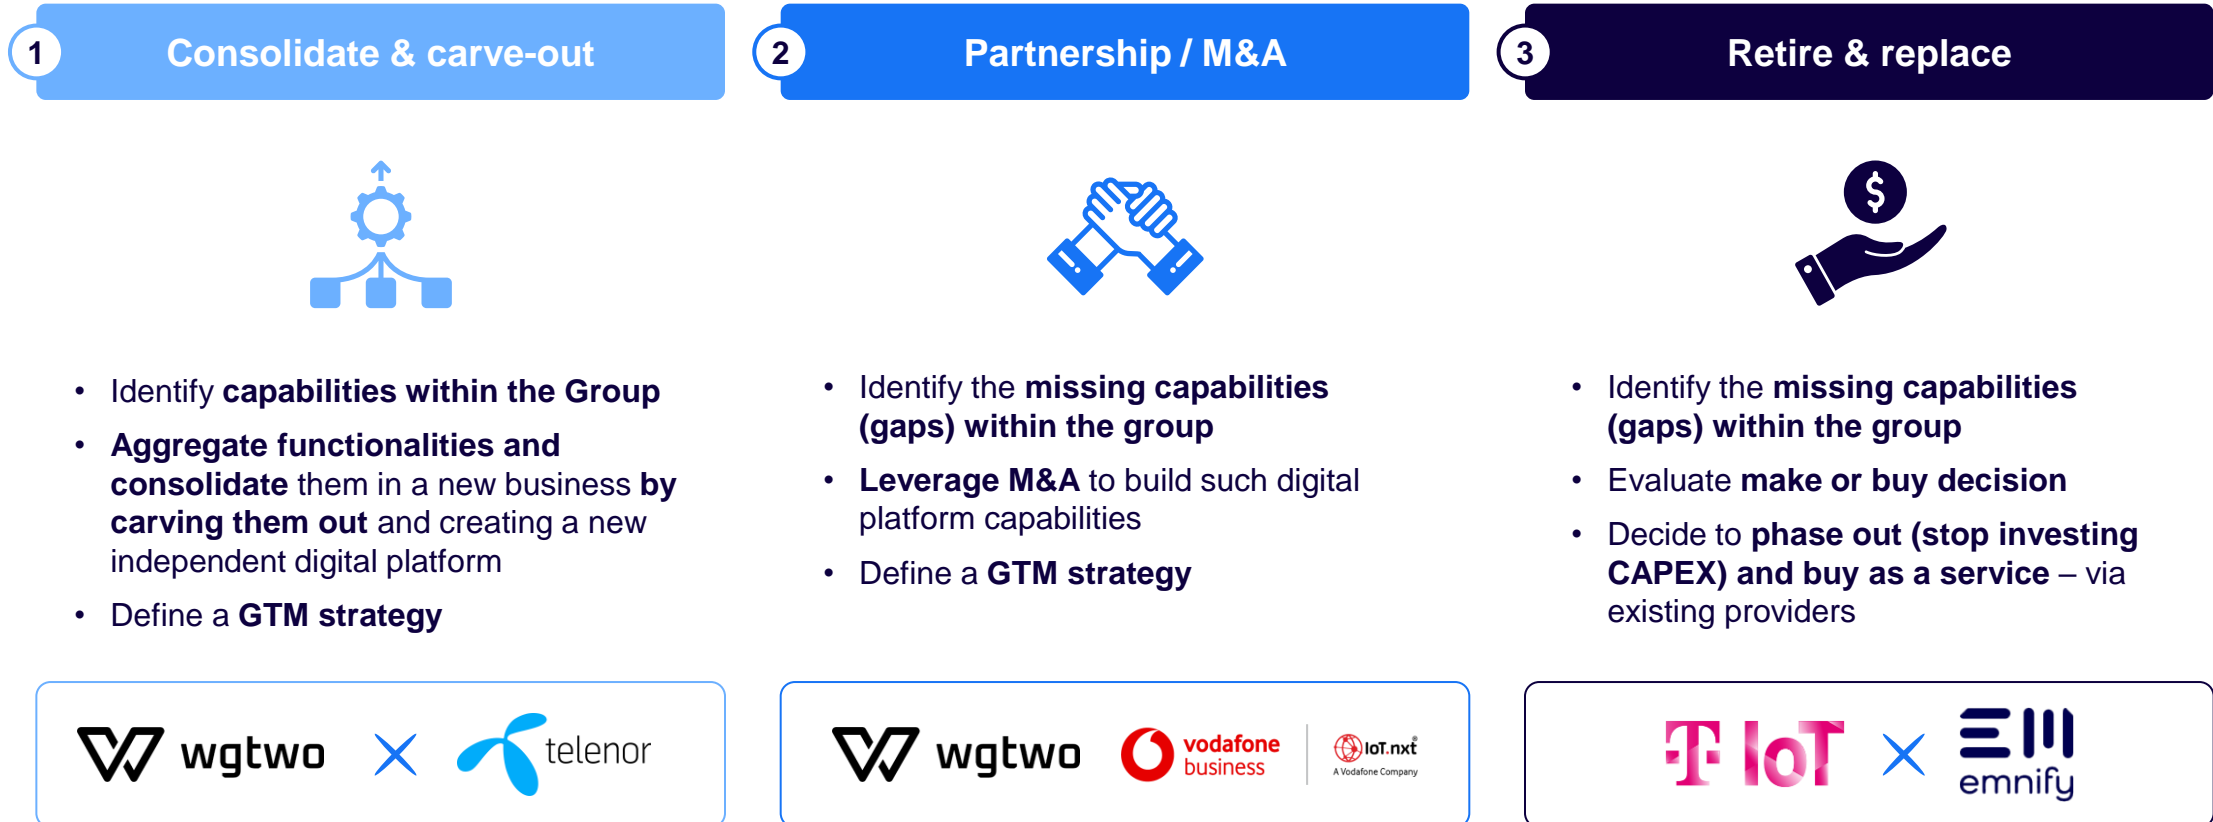 1
Consolidate & carve-out
• Identify capabilities within the Group
• Aggregate functionalities and
consolidate them in a new business by
carving them out and creating a new
independent digital platform
• Define a GTM strategy
wgtwo
telenor
2
Partnership / M&A
• Identify the missing capabilities
(gaps) within the group
• Leverage M&A to build such digital
platform capabilities
• Define a GTM strategy
wgtwo
vodafone
business
IoT.nxt®
A Vodafone Company
3
Retire & replace
$
• Identify the missing capabilities
(gaps) within the group
• Evaluate make or buy decision
• Decide to phase out (stop investing
CAPEX) and buy as a service – via
existing providers
T IoT
EM
emnify